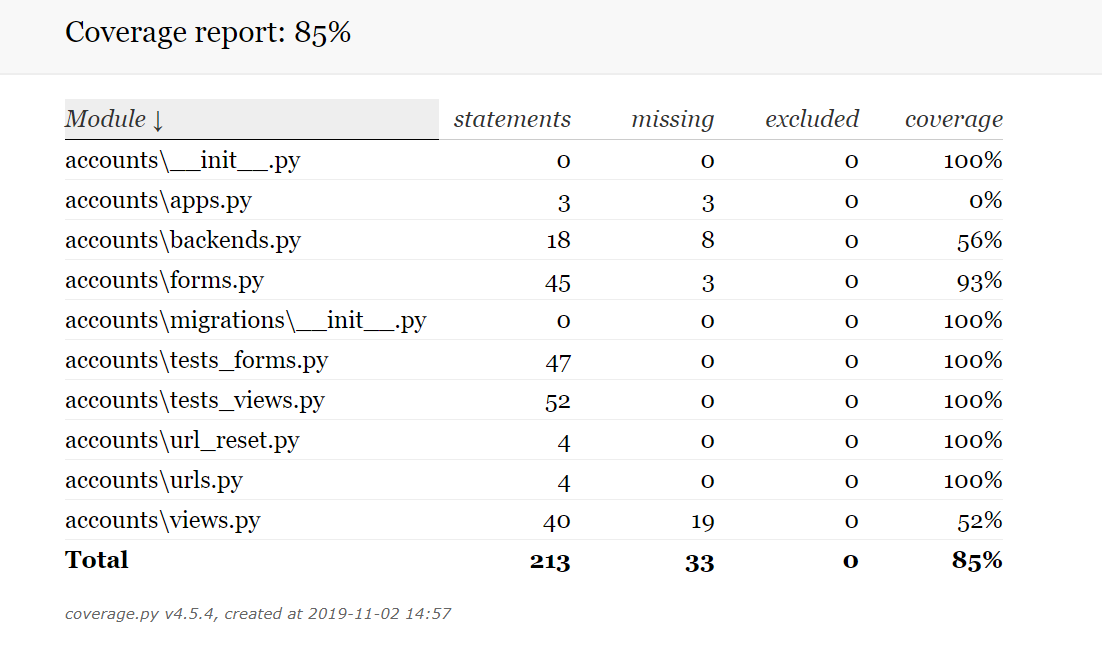 Coverage report: 85%
Module ↓ statements missing excluded coverage
accounts\__init__.py 0 0 0 100%
accounts\apps.py 3 3 0 0%
accounts\backends.py 18 8 0 56%
accounts\forms.py 45 3 0 93%
accounts\migrations\__init__.py 0 0 0 100%
accounts\tests_forms.py 47 0 0 100%
accounts\tests_views.py 52 0 0 100%
accounts\url_reset.py 4 0 0 100%
accounts\urls.py 4 0 0 100%
accounts\views.py 40 19 0 52%
Total 213 33 0 85%
coverage.py v4.5.4, created at 2019-11-02 14:57